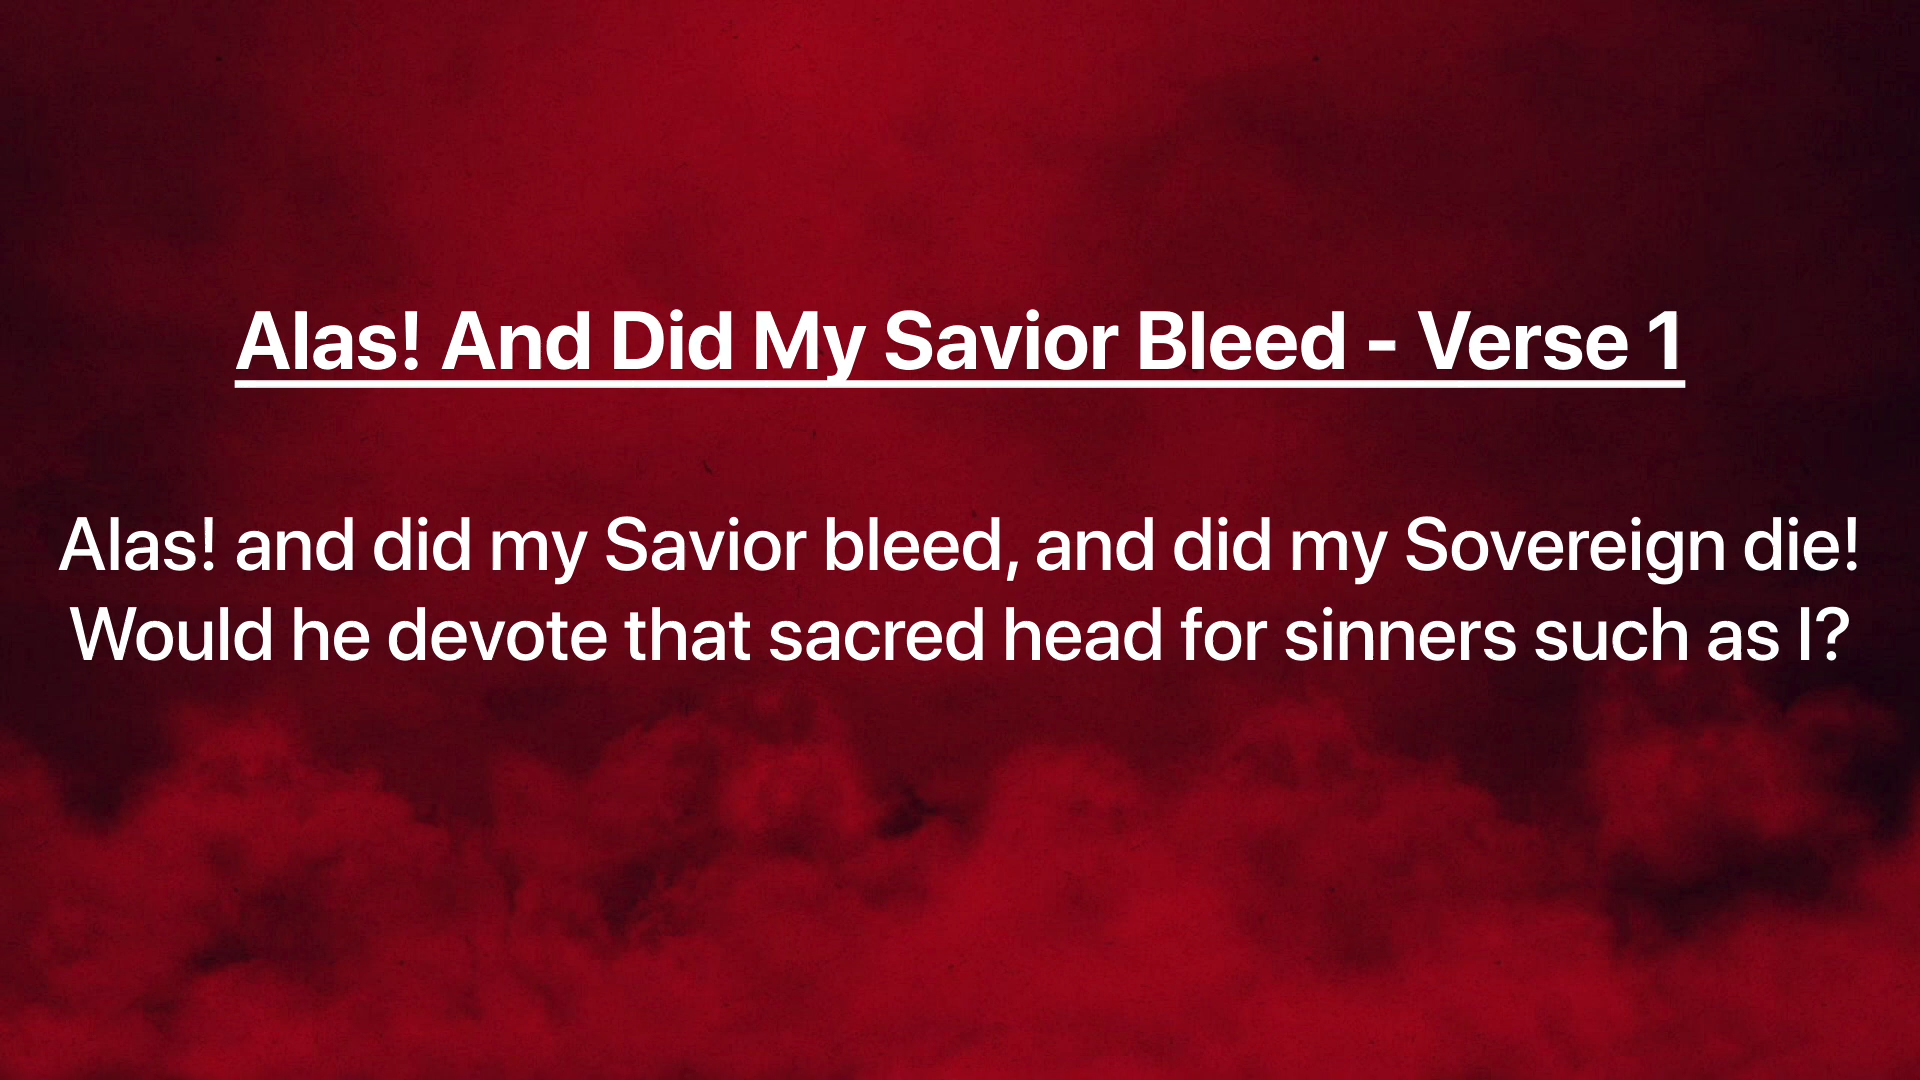 Alas! And Did My Savior Bleed - Verse 1
Alas! and did my Savior bleed, and did my Sovereign die!
Would he devote that sacred head for sinners such as I?